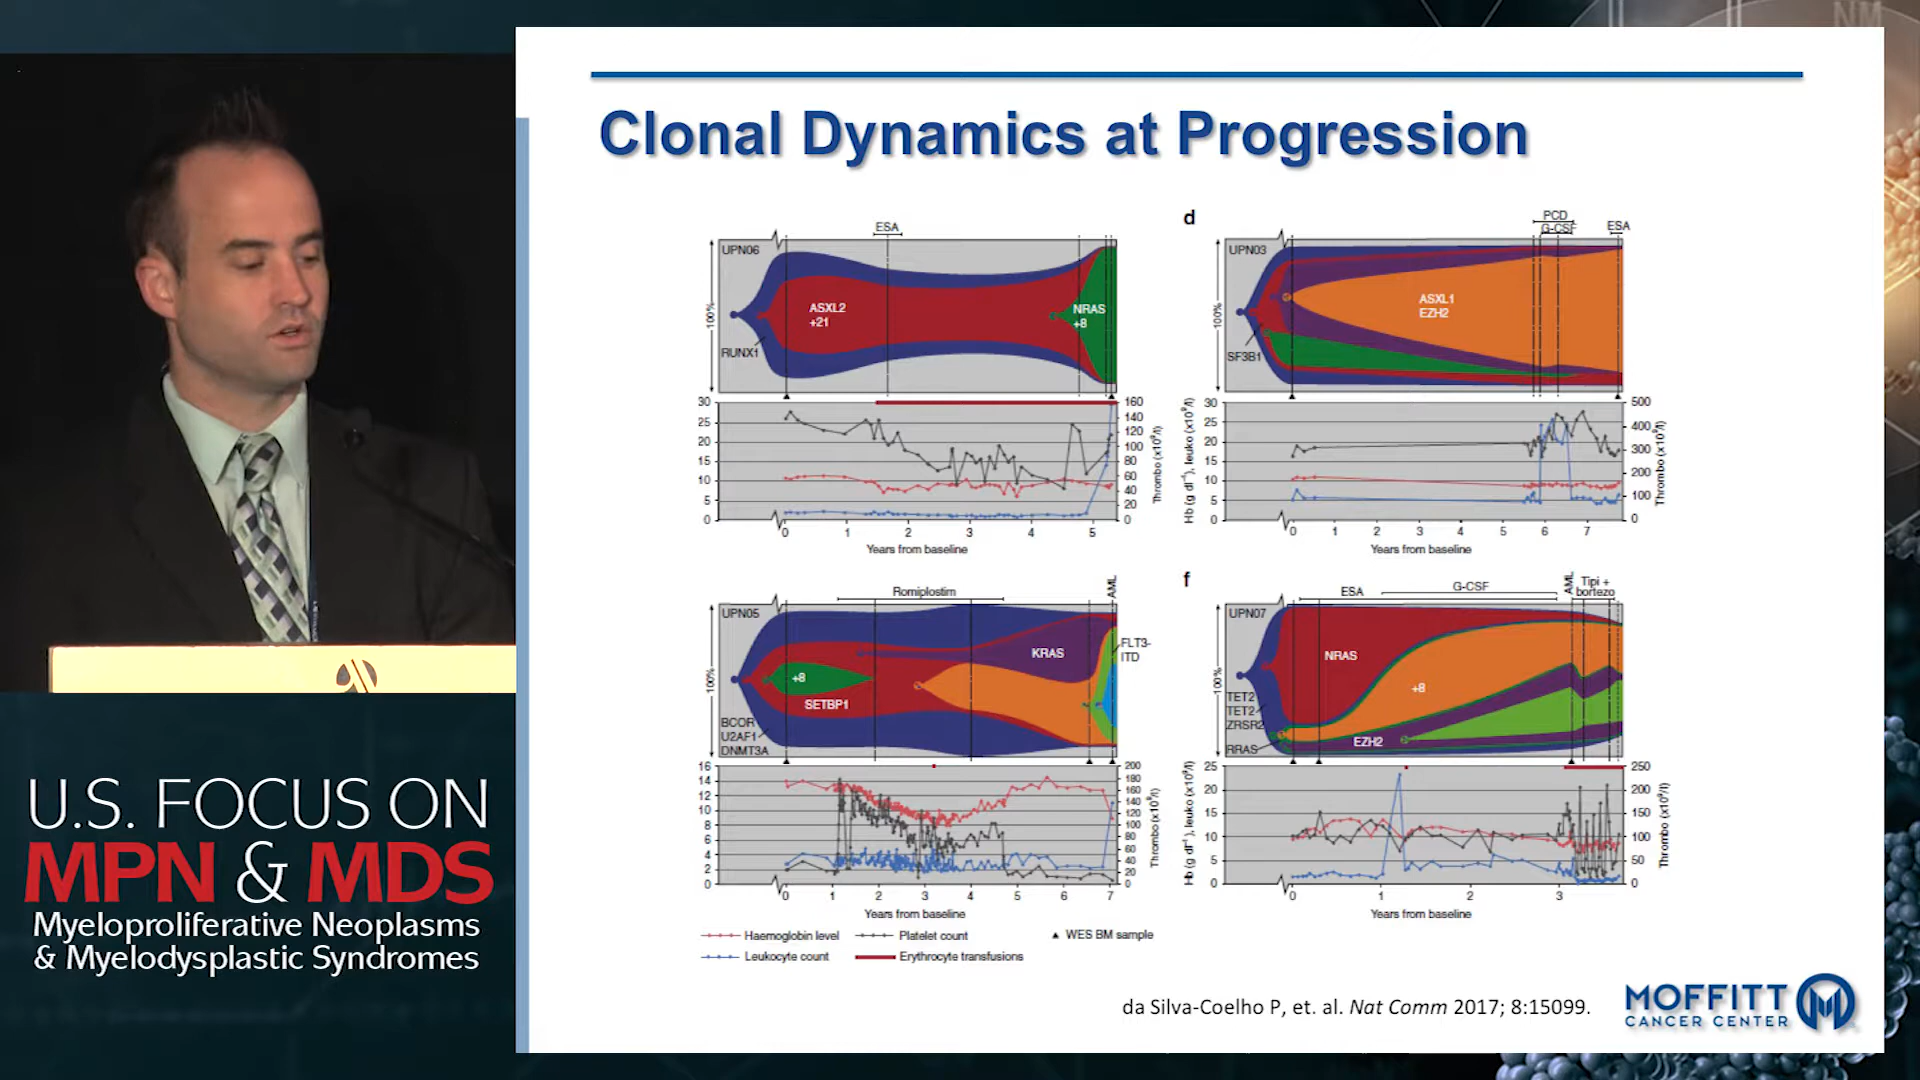 NM
Clonal Dynamics at Progression
ESA
UPN06
100%
ASXL2
+21
RUNX1
NRAS
+8
30
25
20
15
10
5
0
160
140
120
100
80
60
40
20
0
Thrombo (x10⁹/l)
0 1 2 3 4 5
Years from baseline
d
PCD
G-CSF
ESA
UPN03
100%
ASXL1
EZH2
SF3B1
Hb (g dl⁻¹), leuko (x10⁹/l)
30
25
20
15
10
5
0
500
400
300
200
100
0
Thrombo (x10⁹/l)
0 1 2 3 4 5 6 7
Years from baseline
Romiplostim
AML
UPN05
100%
+8
SETBP1
KRAS
FLT3-
ITD
BCOR
U2AF1
DNMT3A
16
14
12
10
8
6
4
2
0
200
180
160
140
120
100
80
60
40
20
0
Thrombo (x10⁹/l)
0 1 2 3 4 5 6 7
Years from baseline
f
ESA
G-CSF
AML
Tipi +
bortezo
UPN07
100%
NRAS
+8
EZH2
TET2
TET2
ZRSR2
RRAS
Hb (g dl⁻¹), leuko (x10⁹/l)
25
20
15
10
5
0
250
200
150
100
50
0
Thrombo (x10⁹/l)
0 1 2 3
Years from baseline
Haemoglobin level
Platelet count
WES BM sample
Leukocyte count
Erythrocyte transfusions
da Silva-Coelho P, et. al. Nat Comm 2017; 8:15099.
MOFFITT
CANCER CENTER
U.S. FOCUS ON
MPN & MDS
Myeloproliferative Neoplasms
& Myelodysplastic Syndromes